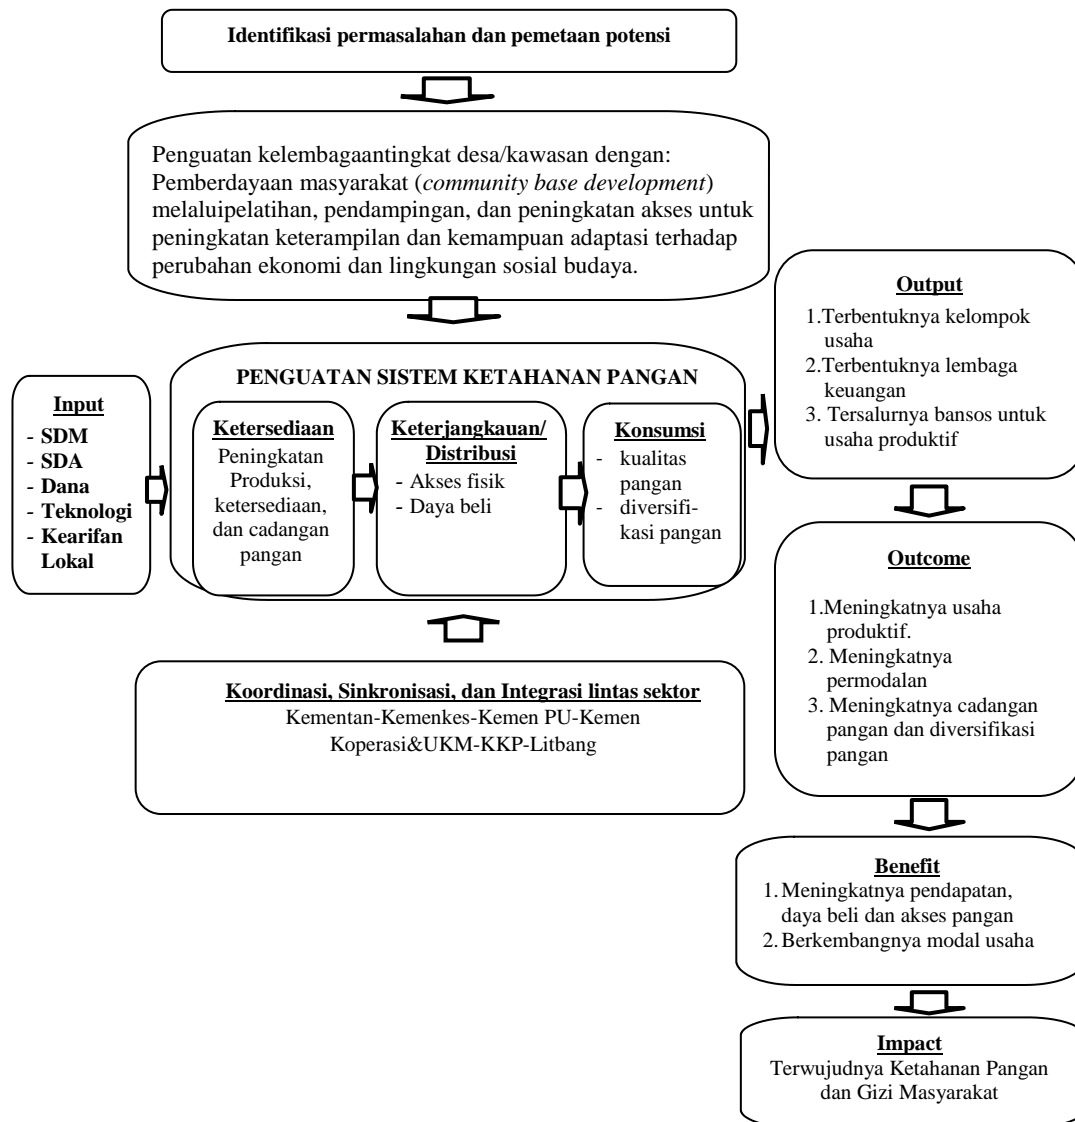 Identifikasi permasalahan dan pemetaan potensi
Penguatan kelembagaantingkat desa/kawasan dengan:
Pemberdayaan masyarakat (community base development)
melaluipelatihan, pendampingan, dan peningkatan akses untuk
peningkatan keterampilan dan kemampuan adaptasi terhadap
perubahan ekonomi dan lingkungan sosial budaya.
Input
- SDM
- SDA
- Dana
- Teknologi
- Kearifan
Lokal
PENGUATAN SISTEM KETAHANAN PANGAN
Ketersediaan
Peningkatan
Produksi,
ketersediaan,
dan cadangan
pangan
Keterjangkauan/
Distribusi
- Akses fisik
- Daya beli
Konsumsi
- kualitas
pangan
- diversifi-
kasi pangan
Koordinasi, Sinkronisasi, dan Integrasi lintas sektor
Kementan-Kemenkes-Kemen PU-Kemen
Koperasi&UKM-KKP-Litbang
Output
1.Terbentuknya kelompok
usaha
2.Terbentuknya lembaga
keuangan
3. Tersalurnya bansos untuk
usaha produktif
Outcome
1.Meningkatnya usaha
produktif.
2. Meningkatnya
permodalan
3. Meningkatnya cadangan
pangan dan diversifikasi
pangan
Benefit
1. Meningkatnya pendapatan,
daya beli dan akses pangan
2. Berkembangnya modal usaha
Impact
Terwujudnya Ketahanan Pangan
dan Gizi Masyarakat